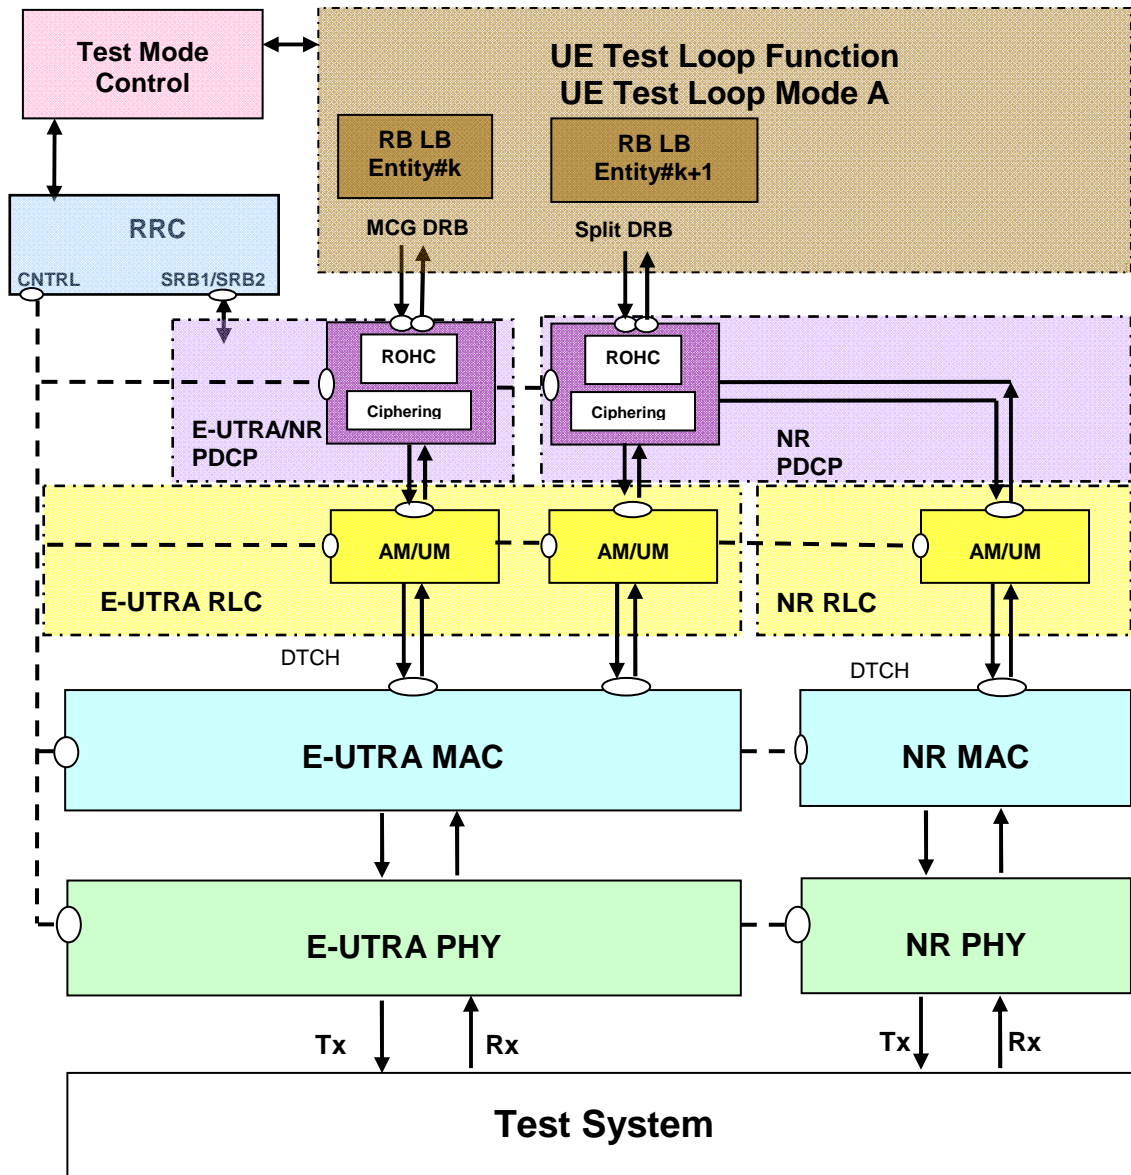 Test Mode
Control
UE Test Loop Function
UE Test Loop Mode A
RB LB
Entity#k
RB LB
Entity#k+1
MCG DRB
Split DRB
RRC
CNTRL
SRB1/SRB2
ROHC
Ciphering
E-UTRA/NR
PDCP
ROHC
Ciphering
NR
PDCP
AM/UM
AM/UM
AM/UM
E-UTRA RLC
NR RLC
DTCH
DTCH
E-UTRA MAC
NR MAC
E-UTRA PHY
NR PHY
Tx
Rx
Tx
Rx
Test System